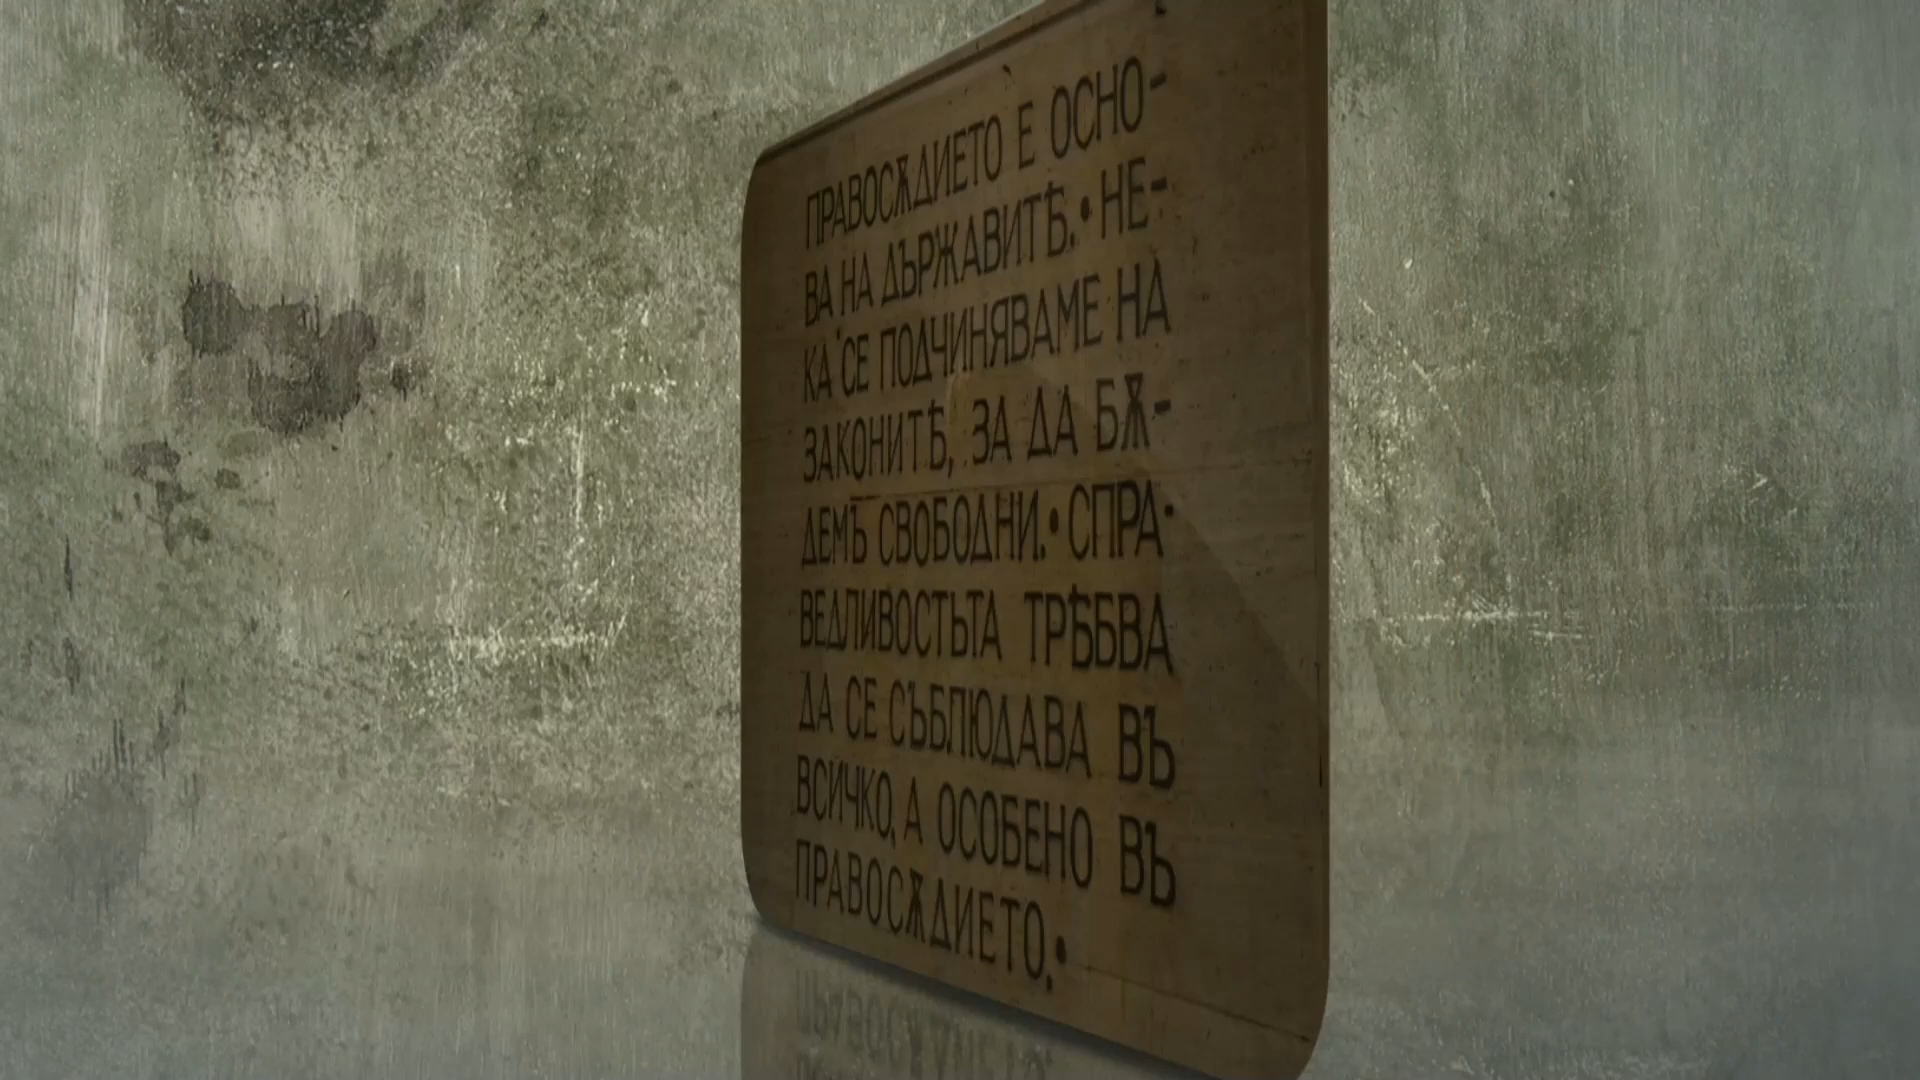 ПРАВОСѪДИЕТО Е ОСНО-
ВА НА ДЪРЖАВИТѢ.• НЕ-
КА СЕ ПОДЧИНЯВАМЕ НА
ЗАКОНИТѢ, ЗА ДА БѪ-
ДЕМЪ СВОБОДНИ.• СПРА-
ВЕДЛИВОСТЬТА ТРѢБВА
ДА СЕ СЪБЛЮДАВА ВЪ
ВСИЧКО, А ОСОБЕНО ВЪ
ПРАВОСѪДИЕТО.•